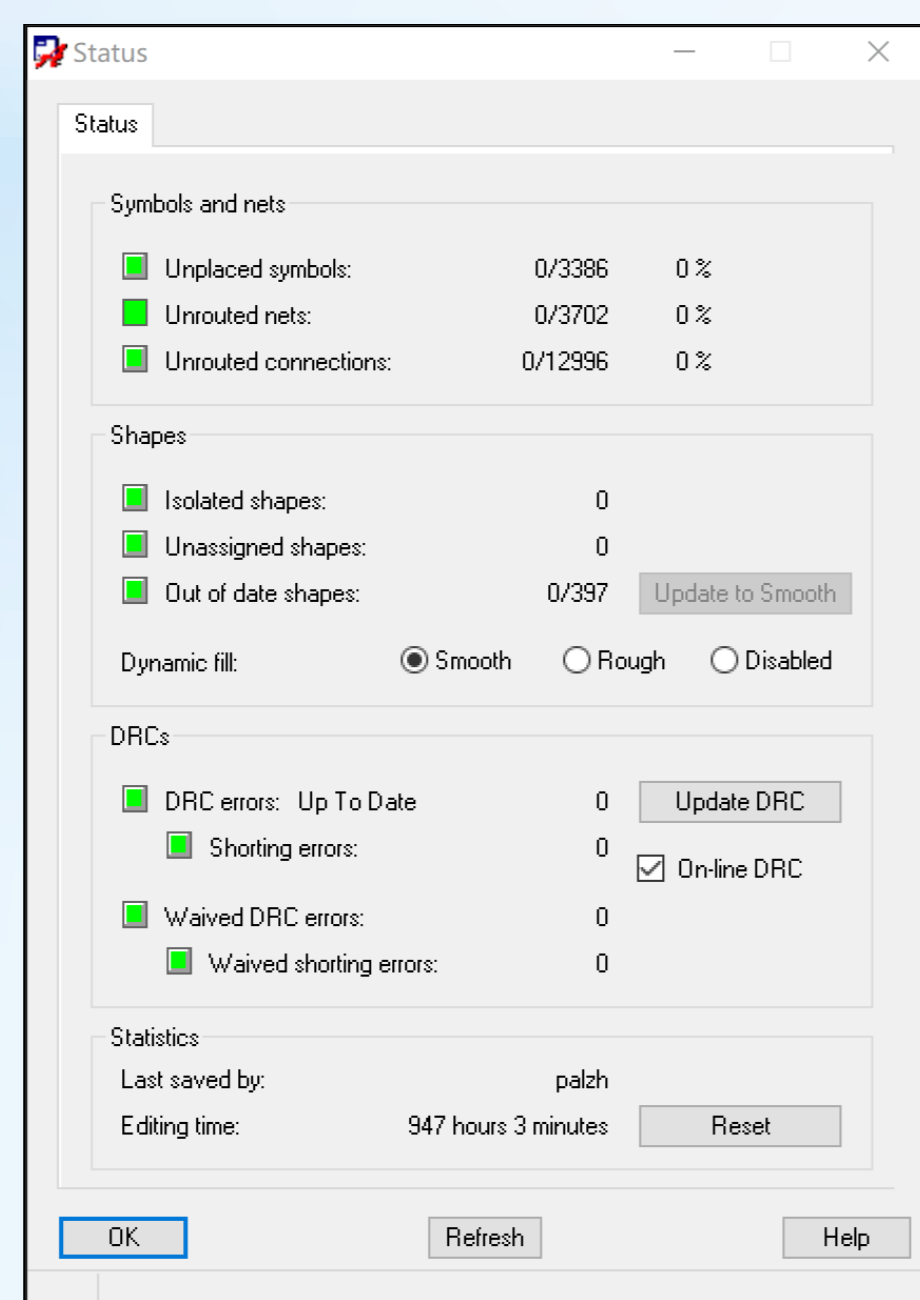 Status
Status
Symbols and nets
Unplaced symbols: 0/3386 0 %
Unrouted nets: 0/3702 0 %
Unrouted connections: 0/12996 0 %
Shapes
Isolated shapes: 0
Unassigned shapes: 0
Out of date shapes: 0/397 Update to Smooth
Dynamic fill: Smooth Rough Disabled
DRCs
DRC errors: Up To Date 0 Update DRC
Shorting errors: 0
On-line DRC
Waived DRC errors: 0
Waived shorting errors: 0
Statistics
Last saved by: palzh
Editing time: 947 hours 3 minutes Reset
OK Refresh Help